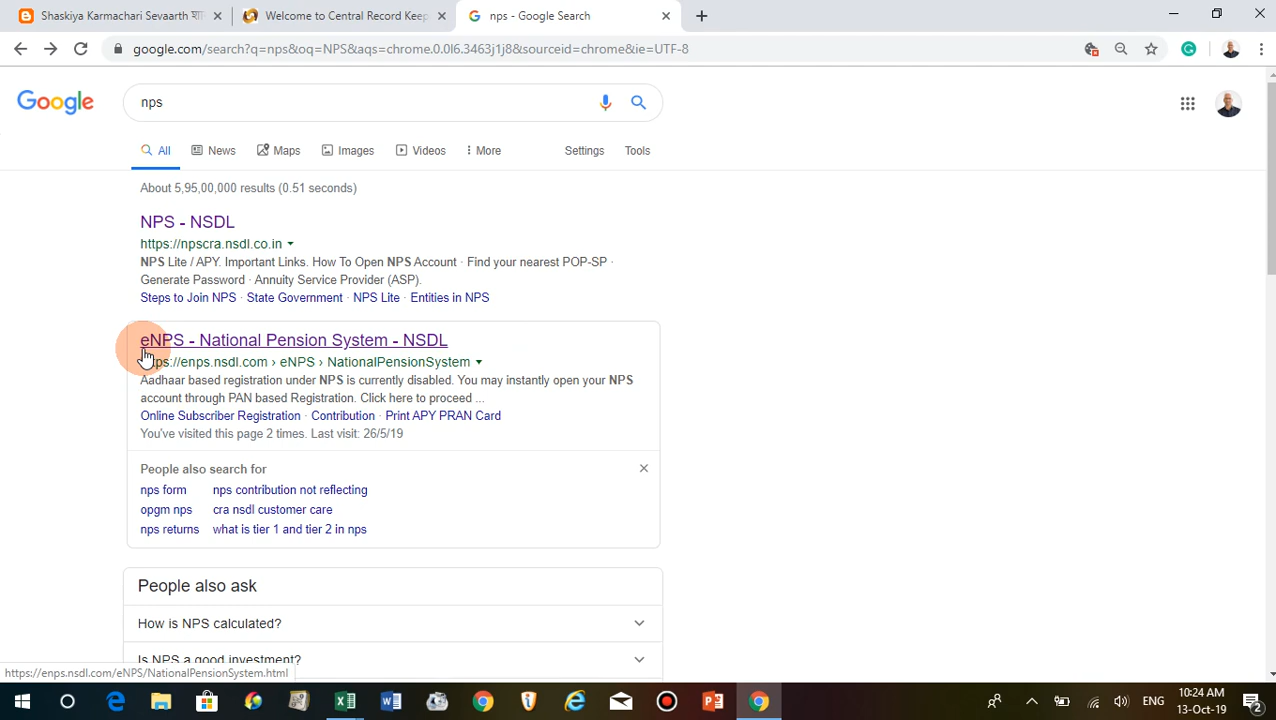 Shaskiya Karmachari Sevaarth
Welcome to Central Record Keep
nps - Google Search
google.com/search?q=nps&oq=NPS&aqs=chrome.0.0l6.3463j1j8&sourceid=chrome&ie=UTF-8
Google
nps
All
News
Maps
Images
Videos
More
Settings
Tools
About 5,95,00,000 results (0.51 seconds)
NPS - NSDL
https://npscra.nsdl.co.in
NPS Lite / APY. Important Links. How To Open NPS Account · Find your nearest POP-SP ·
Generate Password · Annuity Service Provider (ASP).
Steps to Join NPS · State Government · NPS Lite · Entities in NPS
eNPS - National Pension System - NSDL
https://enps.nsdl.com › eNPS › NationalPensionSystem
Aadhaar based registration under NPS is currently disabled. You may instantly open your NPS
account through PAN based Registration. Click here to proceed ...
Online Subscriber Registration · Contribution · Print APY PRAN Card
You've visited this page 2 times. Last visit: 26/5/19
People also search for
nps form nps contribution not reflecting
opgm nps cra nsdl customer care
nps returns what is tier 1 and tier 2 in nps
People also ask
How is NPS calculated?
Is NPS a good investment?
https://enps.nsdl.com/eNPS/NationalPensionSystem.html
ENG
10:24 AM
13-Oct-19
2